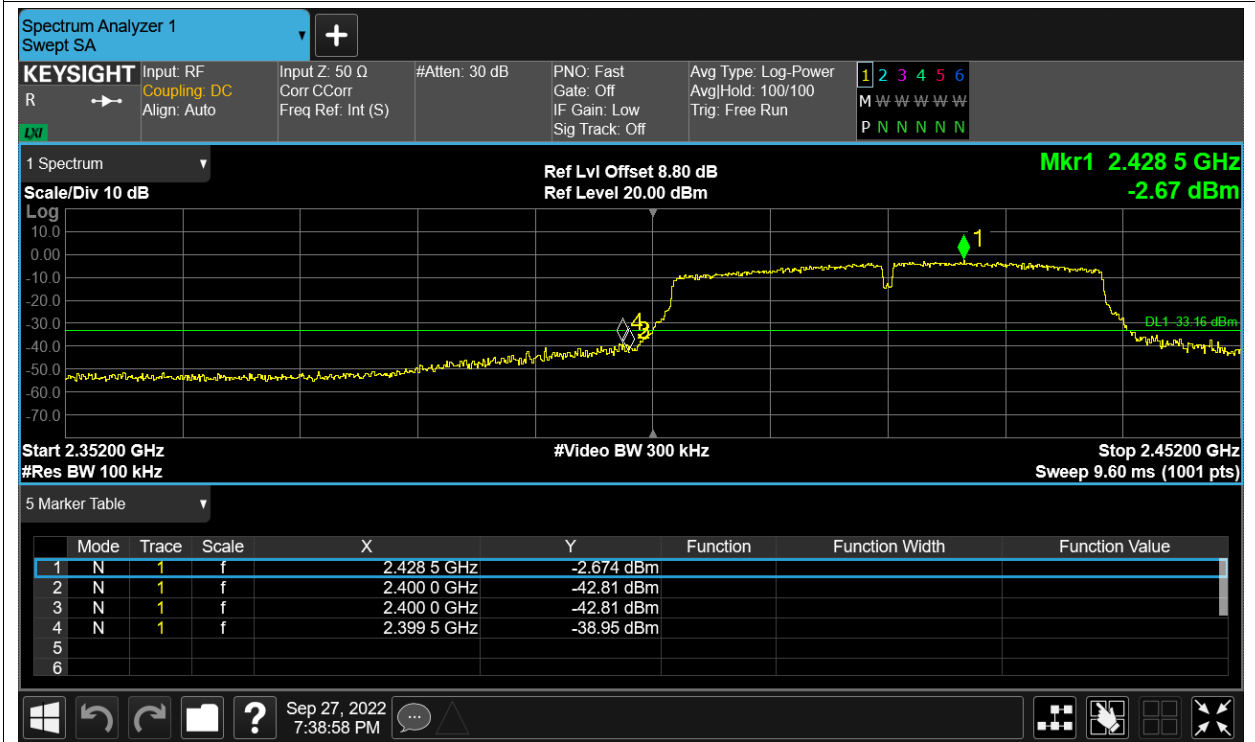 Spectrum Analyzer 1
Swept SA
+
KEYSIGHT Input: RF Input Z: 50 Ω #Atten: 30 dB PNO: Fast Avg Type: Log-Power 1 2 3 4 5 6
R Coupling: DC Corr CCorr Gate: Off Avg|Hold: 100/100 M W W W W W
Align: Auto Freq Ref: Int (S) IF Gain: Low Trig: Free Run
LXI Sig Track: Off P N N N N N
1 Spectrum Ref Lvl Offset 8.80 dB Mkr1 2.428 5 GHz
Scale/Div 10 dB Ref Level 20.00 dBm -2.67 dBm
Log
10.0
0.00
-10.0
-20.0
-30.0
-40.0
-50.0
-60.0
-70.0
1
4
DL1 -33.16 dBm
Start 2.35200 GHz #Video BW 300 kHz Stop 2.45200 GHz
#Res BW 100 kHz Sweep 9.60 ms (1001 pts)
5 Marker Table
Mode Trace Scale X Y Function Function Width Function Value
1 N 1 f 2.428 5 GHz -2.674 dBm
2 N 1 f 2.400 0 GHz -42.81 dBm
3 N 1 f 2.400 0 GHz -42.81 dBm
4 N 1 f 2.399 5 GHz -38.95 dBm
5
6
? Sep 27, 2022
7:38:58 PM